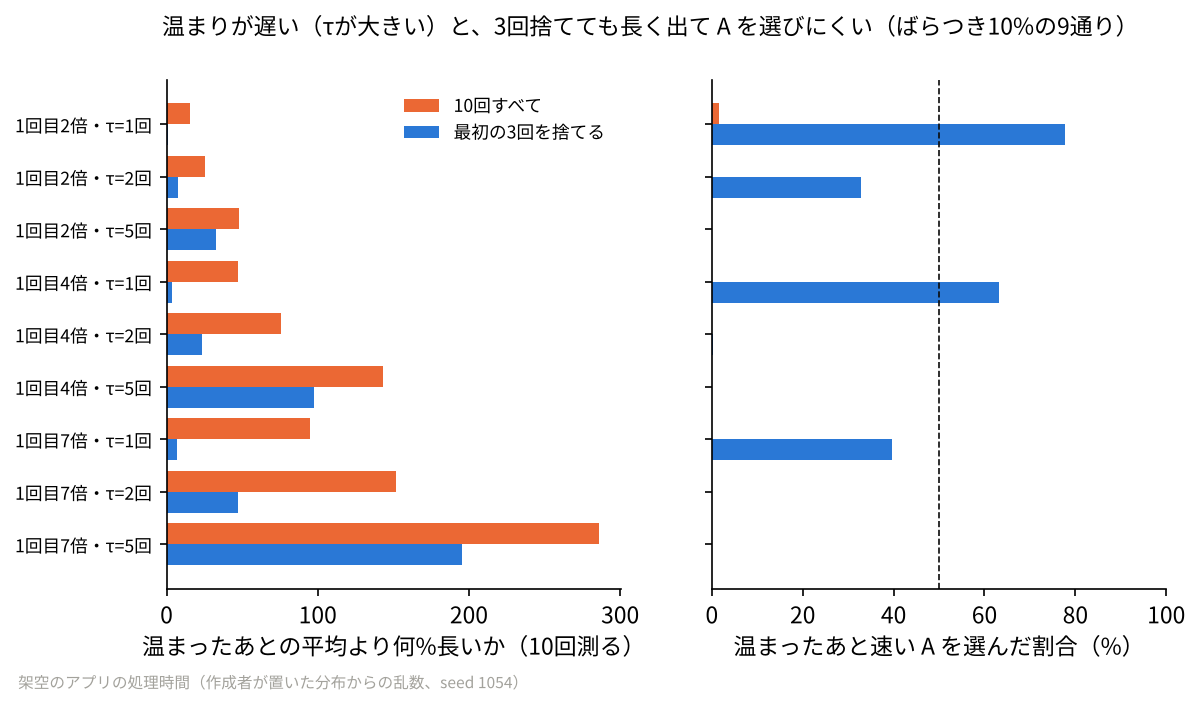 温まりが遅い（τが大きい）と、3回捨てても長く出て A を選びにくい（ばらつき10%の9通り）
10回すべて
最初の3回を捨てる
1回目2倍・τ=1回
1回目2倍・τ=2回
1回目2倍・τ=5回
1回目4倍・τ=1回
1回目4倍・τ=2回
1回目4倍・τ=5回
1回目7倍・τ=1回
1回目7倍・τ=2回
1回目7倍・τ=5回
0 100 200 300
温まったあとの平均より何%長いか（10回測る）
0 20 40 60 80 100
温まったあと速い A を選んだ割合（%）
架空のアプリの処理時間（作成者が置いた分布からの乱数、seed 1054）